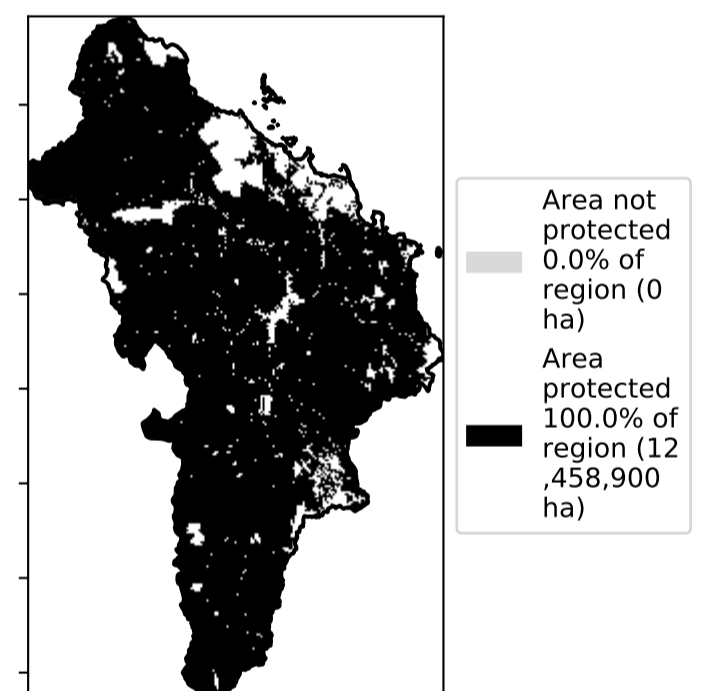 Area not
protected
0.0% of
region (0
ha)
Area
protected
100.0% of
region (12
,458,900
ha)